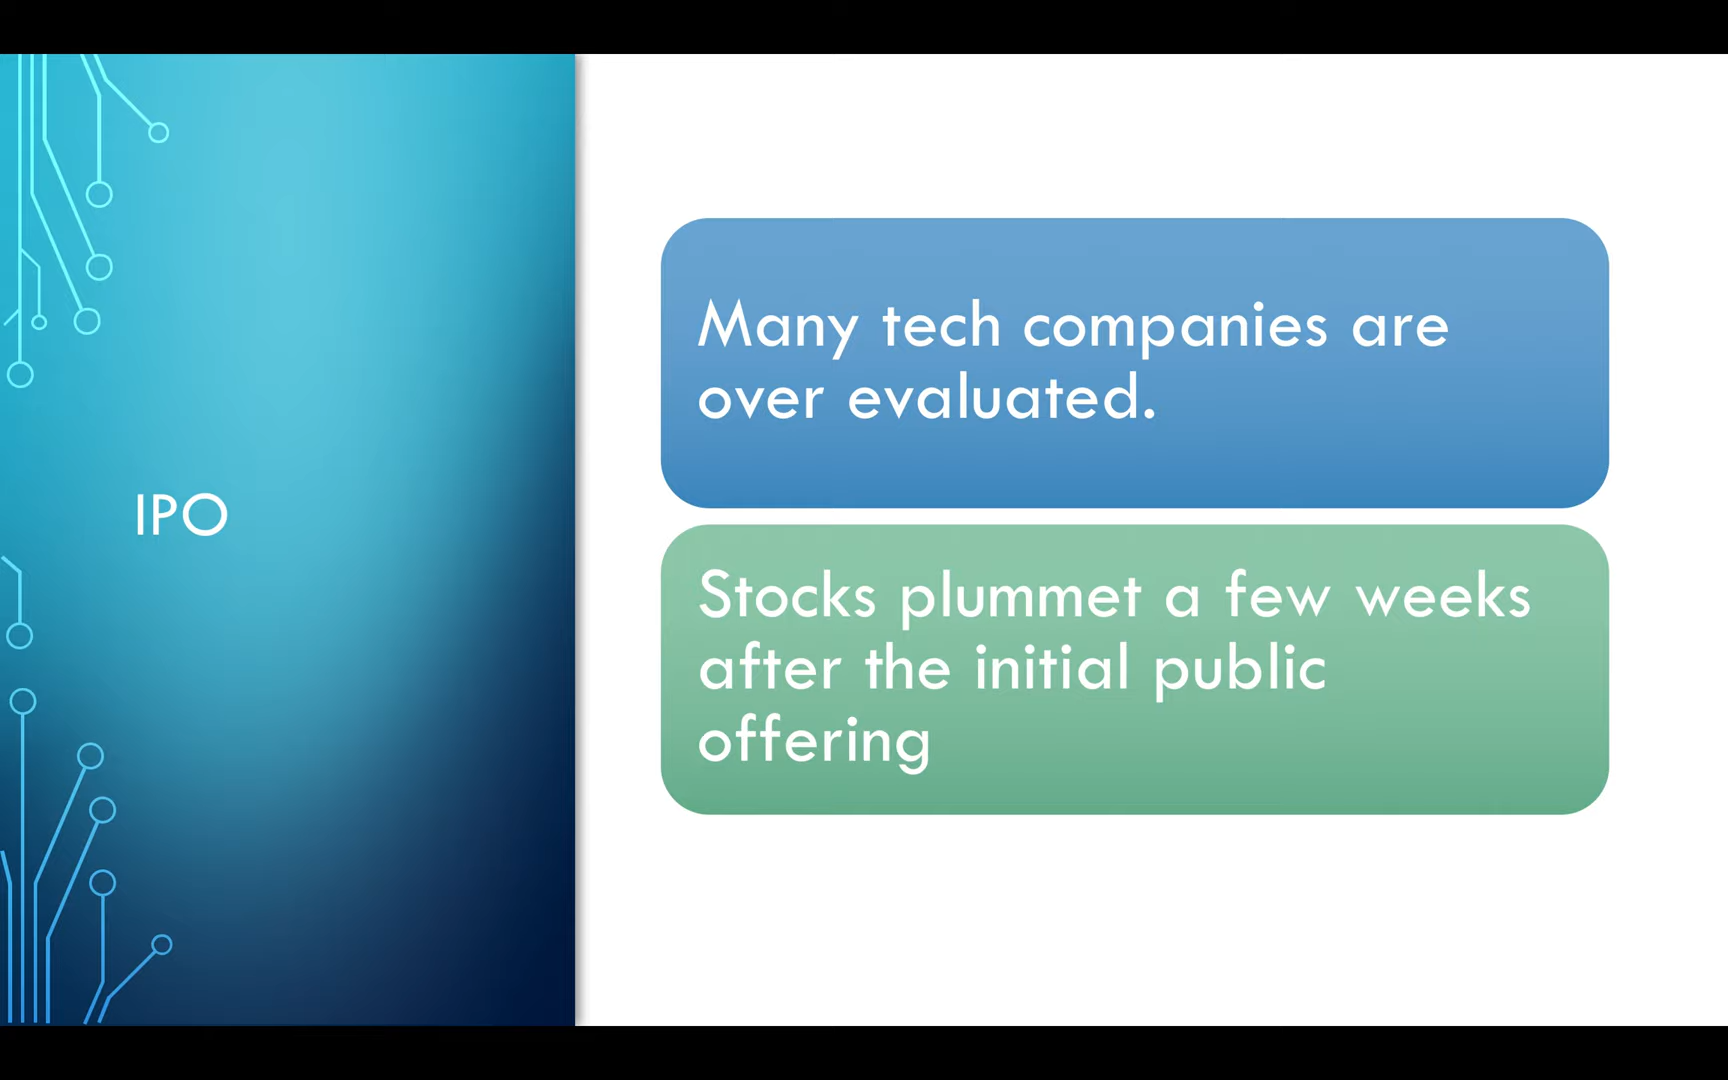 IPO
Many tech companies are
over evaluated.
Stocks plummet a few weeks
after the initial public
offering